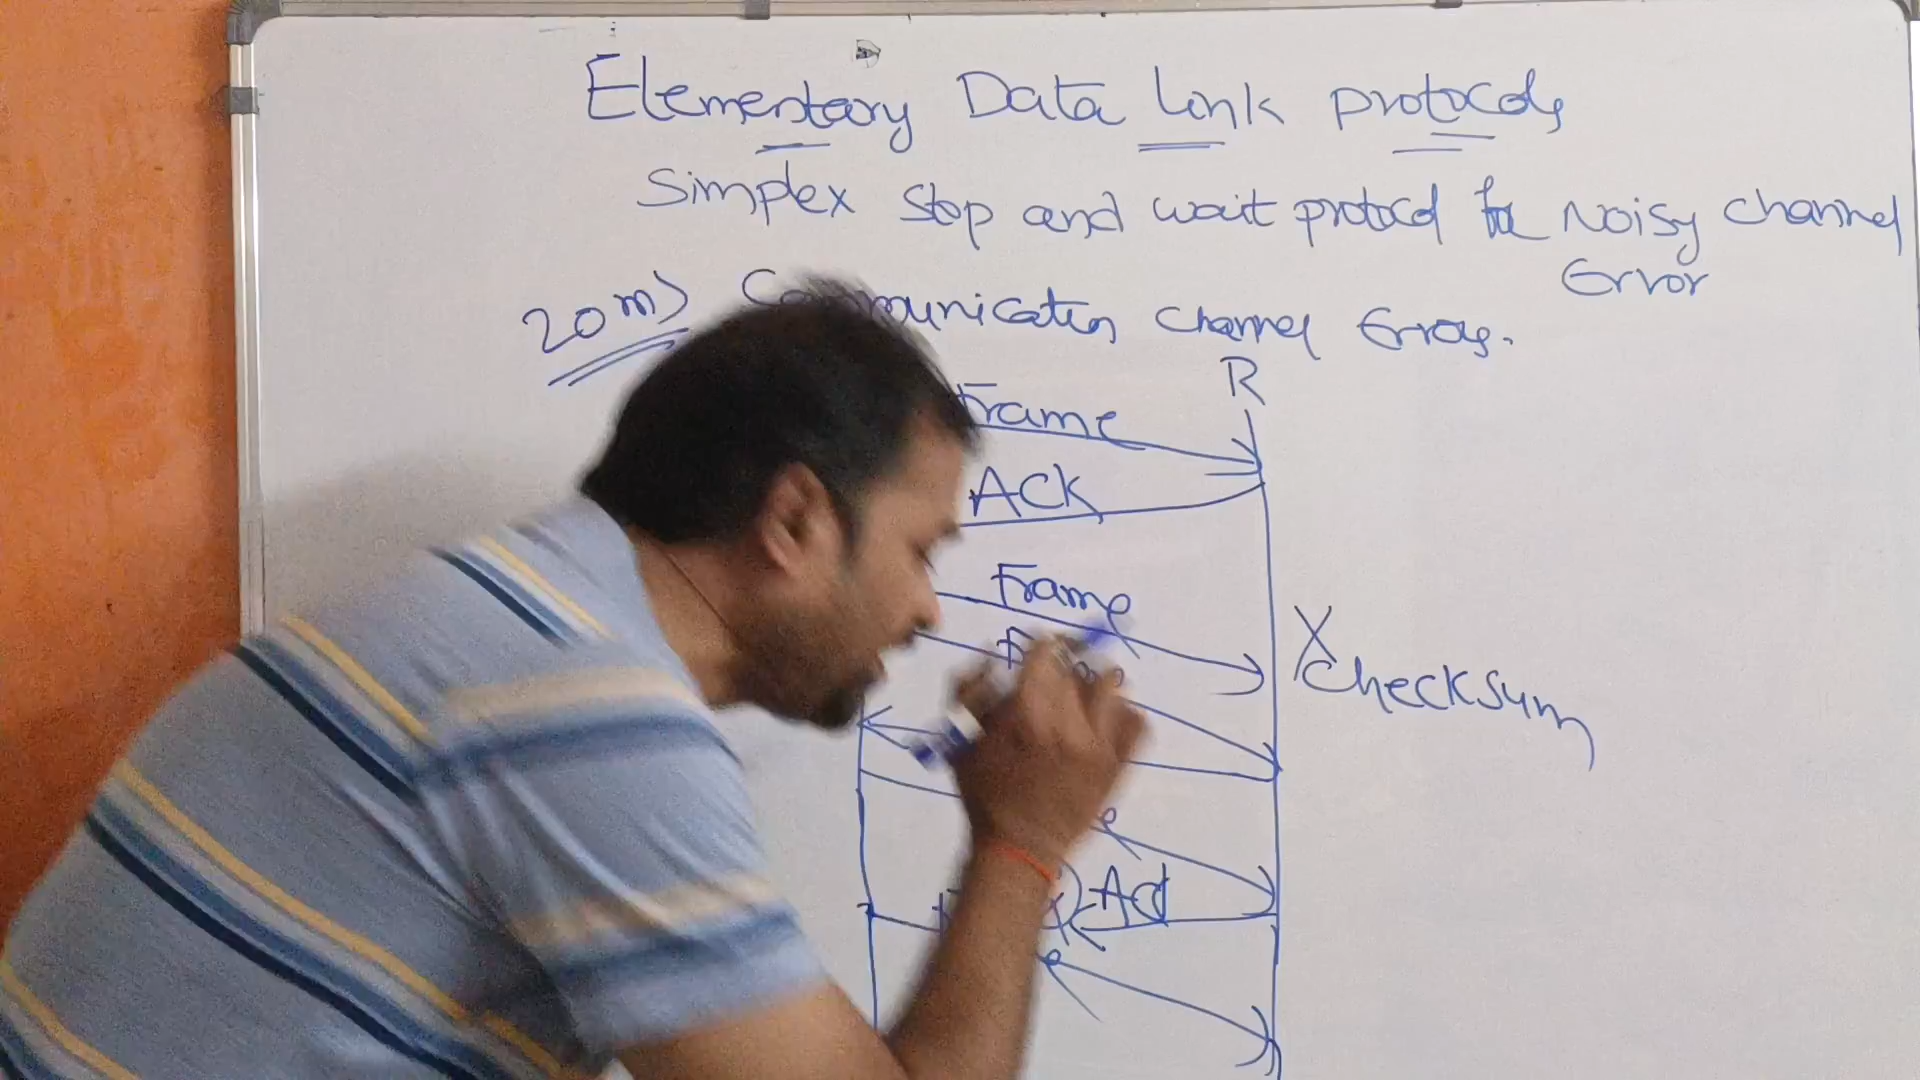 Elementary Data Link protocols
Simplex Stop and wait protocol for Noisy channel
Error
20ms Communication channel Errors.
R
Frame
ACK
Frame
X
checksum
Ack